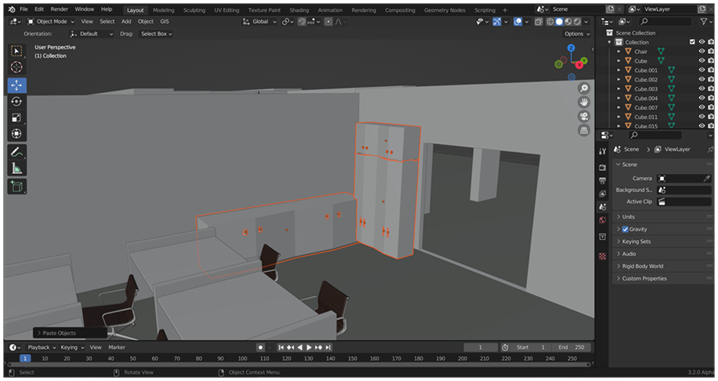 File Edit Render Window Help Layout Modeling Sculpting UV Editing Texture Paint Shading Animation Rendering Compositing Geometry Nodes Scripting + Scene ViewLayer
Object Mode View Select Add Object GIS Global
Orientation: Default Drag: Select Box Options
User Perspective
(1) Collection
Z
X
Scene Collection
Collection
Chair
Cube
Cube.001
Cube.002
Cube.003
Cube.004
Cube.007
Cube.011
Cube.015
Scene ViewLayer
Scene
Camera
Background S...
Active Clip
Units
Gravity
Keying Sets
Audio
Rigid Body World
Custom Properties
Paste Objects
Playback Keying View Marker 1 Start 1 End 250
1 10 20 30 40 50 60 70 80 90 100 110 120 130 140 150 160 170 180 190 200 210 220 230 240 250
Select Rotate View Object Context Menu 3.2.0 Alpha